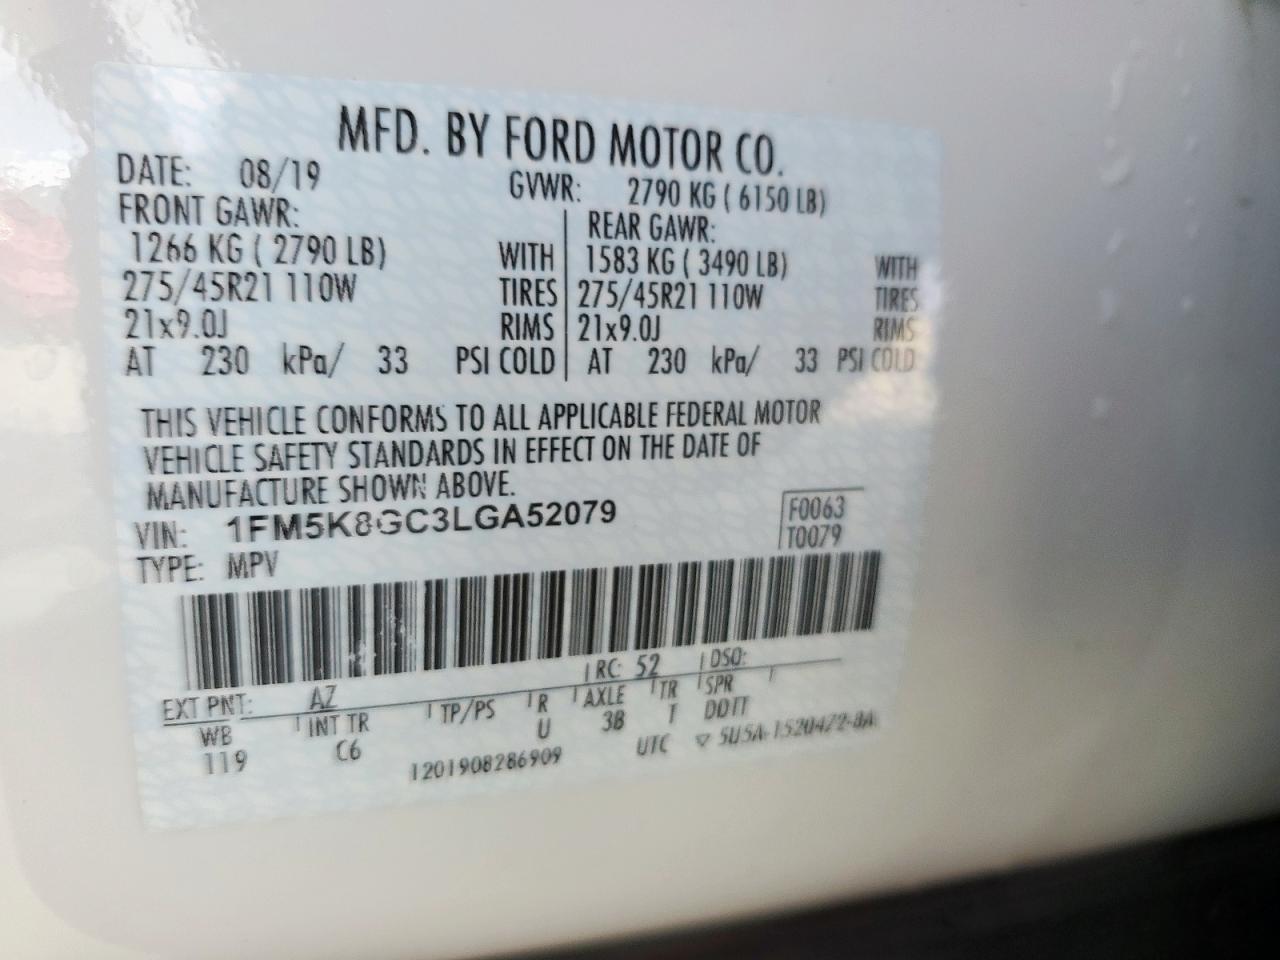 MFD. BY FORD MOTOR CO.
DATE: 08/19 GVWR: 2790 KG ( 6150 LB)
FRONT GAWR: REAR GAWR:
1266 KG ( 2790 LB) WITH 1583 KG ( 3490 LB) WITH
275/45R21 110W TIRES 275/45R21 110W TIRES
21x9.0J RIMS 21x9.0J RIMS
AT 230 kPa/ 33 PSI COLD AT 230 kPa/ 33 PSI COLD
THIS VEHICLE CONFORMS TO ALL APPLICABLE FEDERAL MOTOR
VEHICLE SAFETY STANDARDS IN EFFECT ON THE DATE OF
MANUFACTURE SHOWN ABOVE.
VIN: 1FM5K8GC3LGA52079 F0063
TYPE: MPV T0079
EXT PNT: AZ RC: 52 DSO:
WB INT TR TP/PS R AXLE TR SPR
119 C6 U 3B T DDTT
1201908286909 UTC 5U5A-1520472-BA